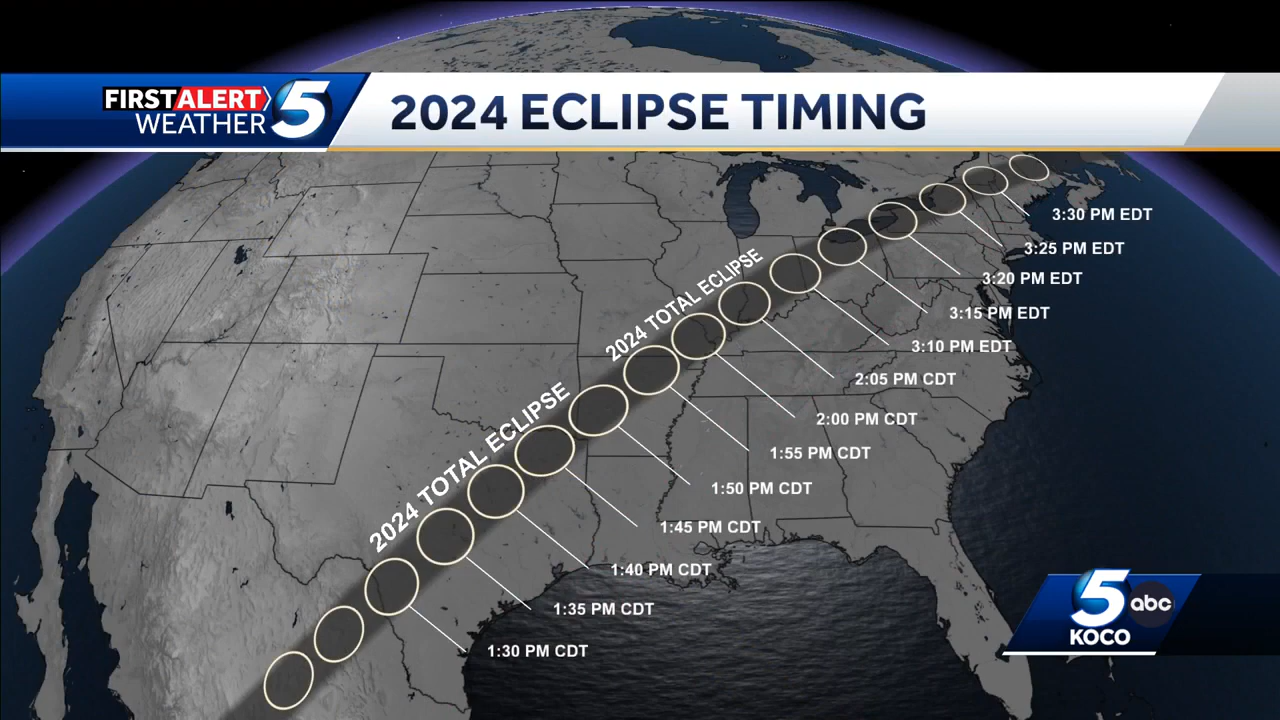 FIRST ALERT
WEATHER 5
2024 ECLIPSE TIMING
3:30 PM EDT
3:25 PM EDT
3:20 PM EDT
2024 TOTAL ECLIPSE
3:15 PM EDT
3:10 PM EDT
2:05 PM CDT
2024 TOTAL ECLIPSE
2:00 PM CDT
1:55 PM CDT
1:50 PM CDT
1:45 PM CDT
1:40 PM CDT
1:35 PM CDT
1:30 PM CDT
5 abc
KOCO